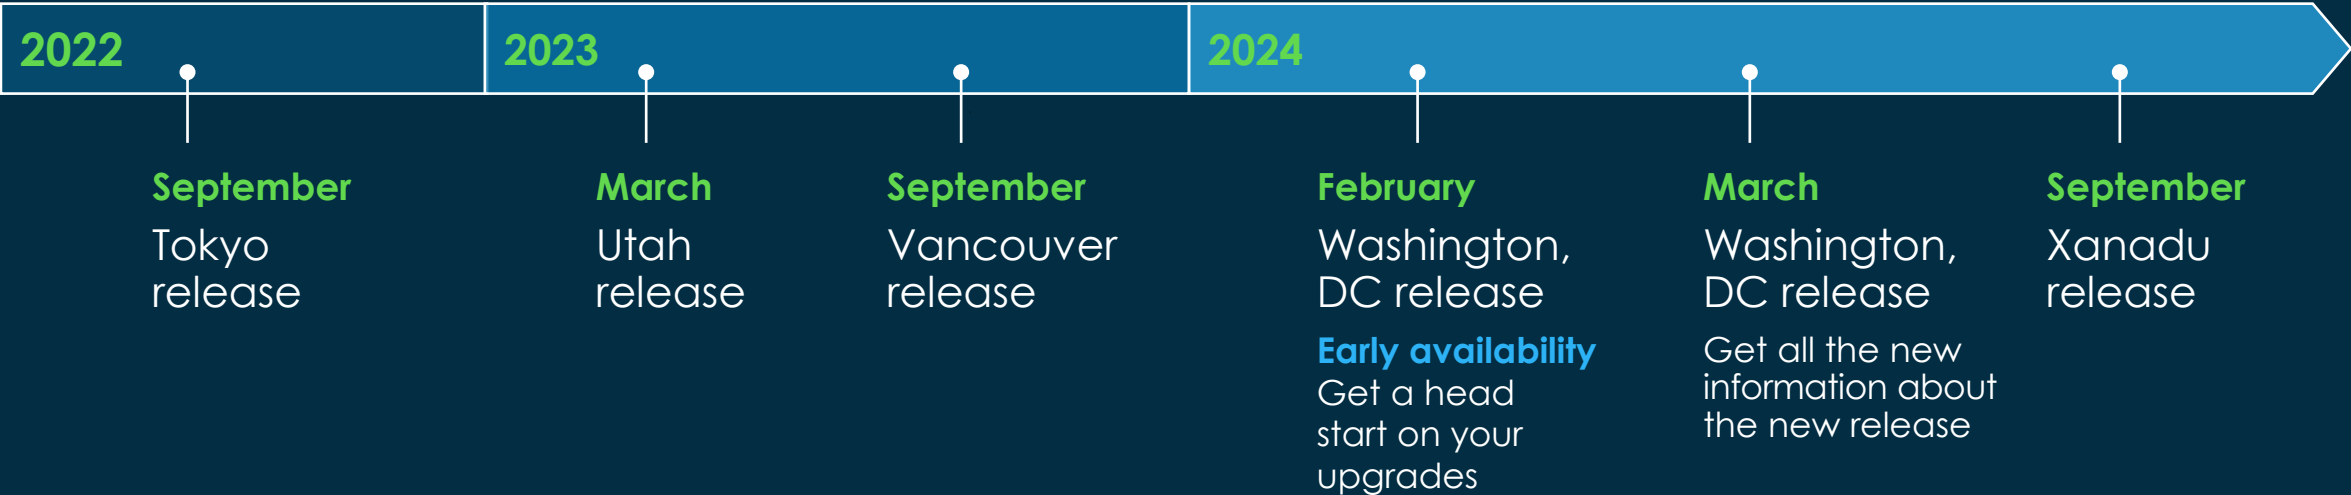 2022
2023
2024
September
Tokyo
release
March
Utah
release
September
Vancouver
release
February
Washington,
DC release
Early availability
Get a head
start on your
upgrades
March
Washington,
DC release
Get all the new
information about
the new release
September
Xanadu
release